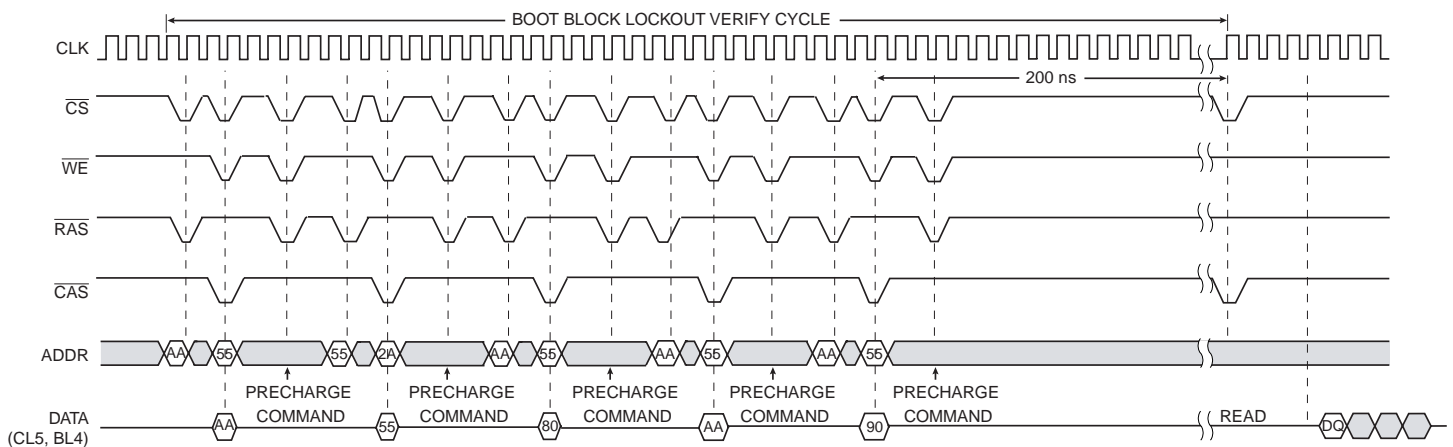 BOOT BLOCK LOCKOUT VERIFY CYCLE
CLK
200 ns
CS
WE
RAS
CAS
ADDR AA 55 55 2A AA 55 AA 55 AA 55
PRECHARGE COMMAND
PRECHARGE COMMAND
PRECHARGE COMMAND
PRECHARGE COMMAND
PRECHARGE COMMAND
READ
DATA (CL5, BL4) AA 55 80 AA 90 DQ